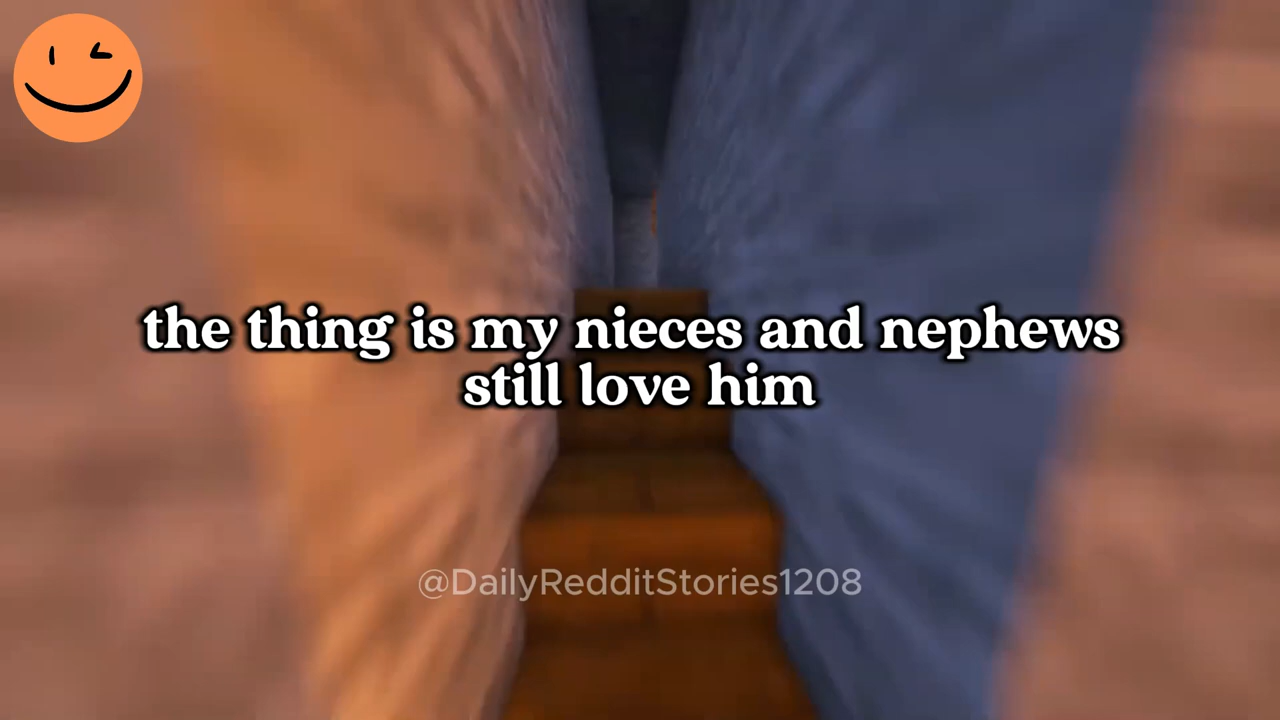 the thing is my nieces and nephews
still love him
@DailyRedditStories1208